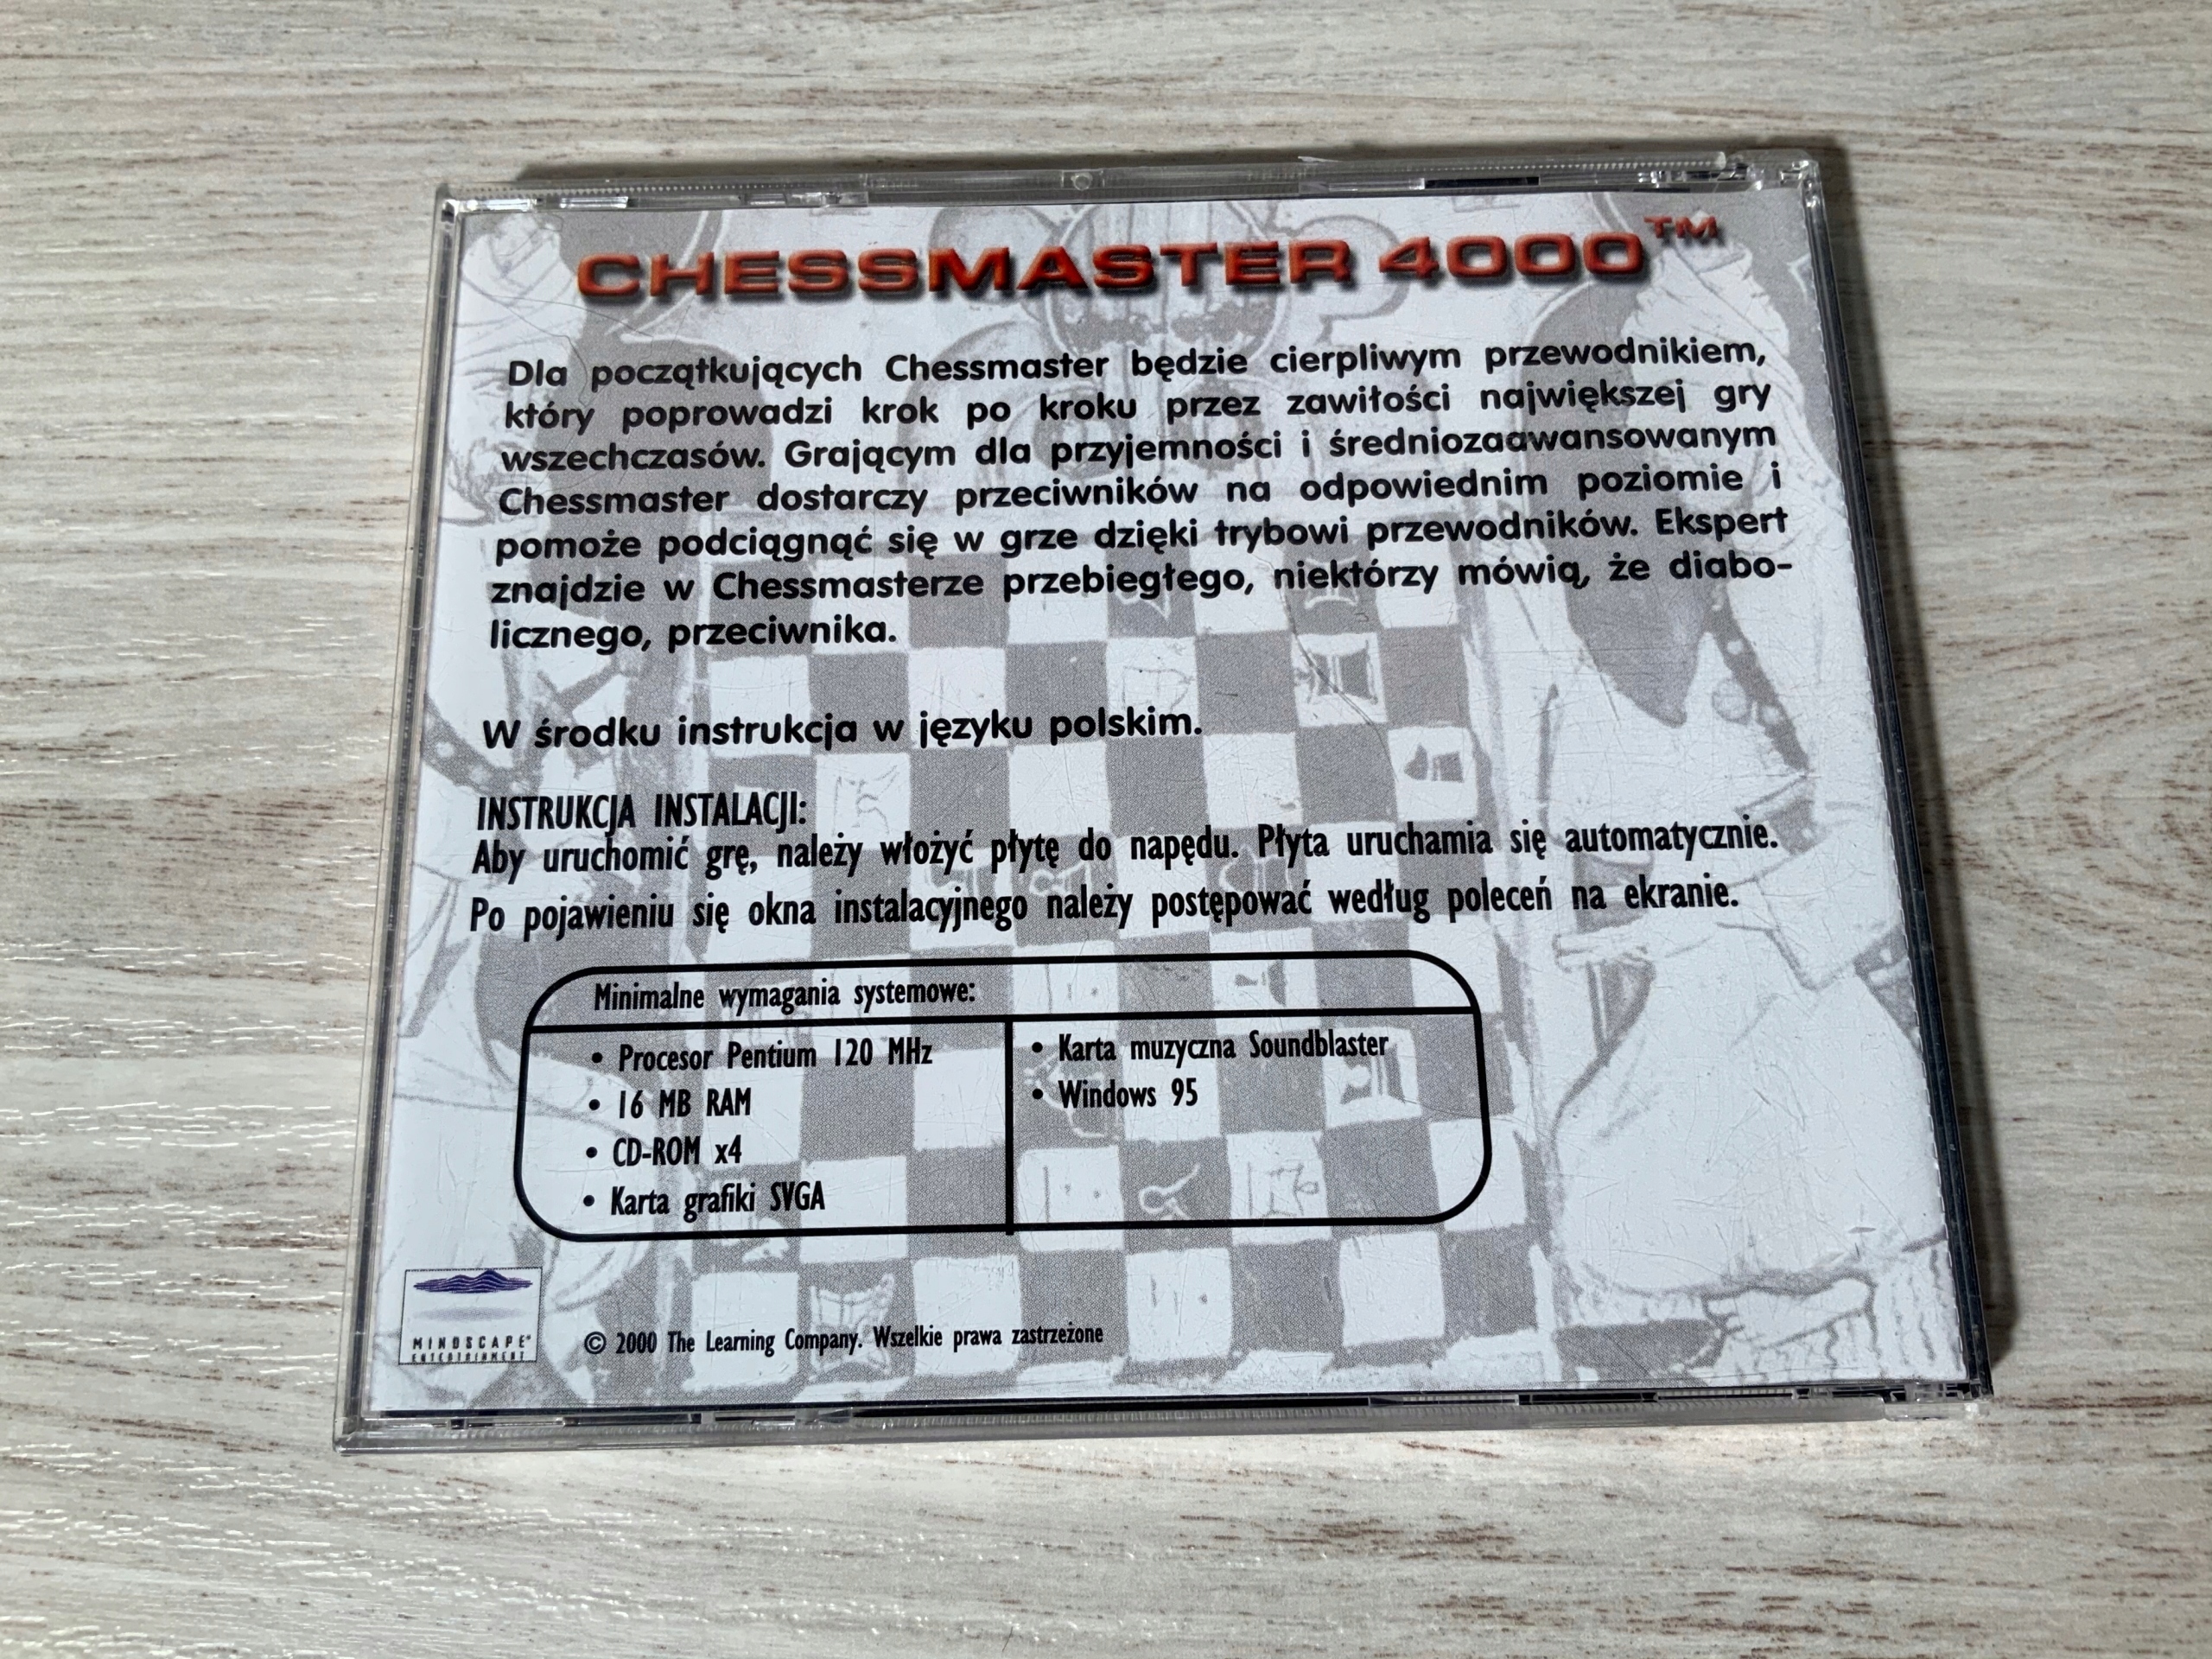 CHESSMASTER 4000™
Dla początkujących Chessmaster będzie cierpliwym przewodnikiem,
który poprowadzi krok po kroku przez zawiłości największej gry
wszechczasów. Grającym dla przyjemności i średniozaawansowanym
Chessmaster dostarczy przeciwników na odpowiednim poziomie i
pomoże podciągnąć się w grze dzięki trybowi przewodników. Ekspert
znajdzie w Chessmasterze przebiegłego, niektórzy mówią, że diabo-
licznego, przeciwnika.
W środku instrukcja w języku polskim.
INSTRUKCJA INSTALACJI:
Aby uruchomić grę, należy włożyć płytę do napędu. Płyta uruchamia się automatycznie.
Po pojawieniu się okna instalacyjnego należy postępować według poleceń na ekranie.
Minimalne wymagania systemowe:
• Procesor Pentium 120 MHz
• 16 MB RAM
• CD-ROM x4
• Karta grafiki SVGA
• Karta muzyczna Soundblaster
• Windows 95
MINDSCAPE®
ENTERTAINMENT
© 2000 The Learning Company. Wszelkie prawa zastrzeżone